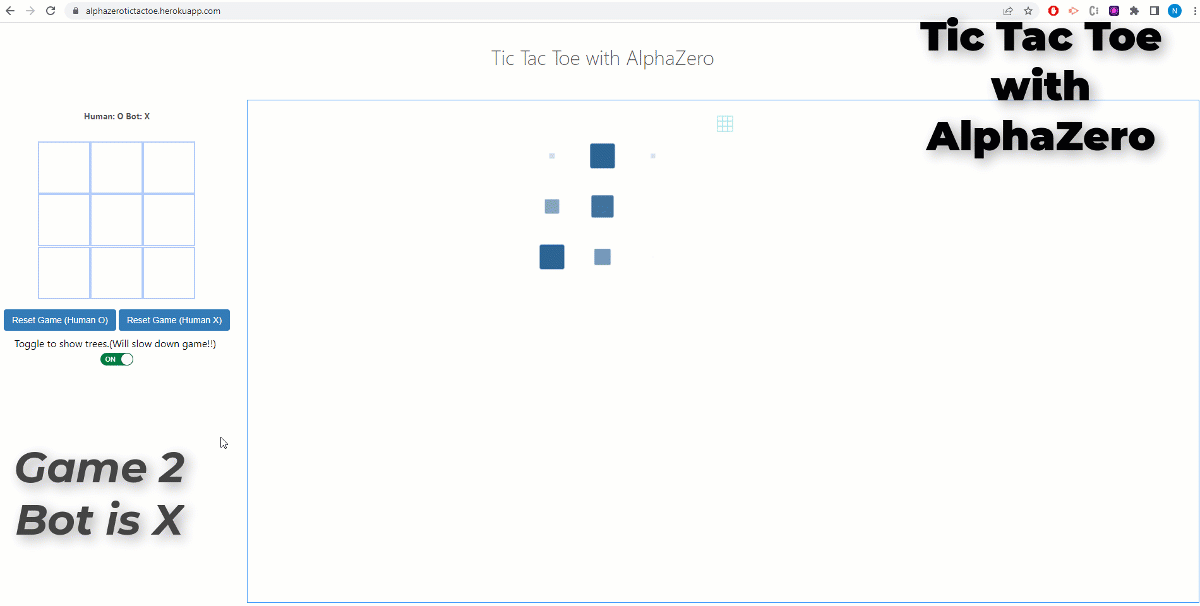 alphazerotictactoe.herokuapp.com
N
Tic Tac Toe with AlphaZero
Tic Tac Toe
with
AlphaZero
Human: O Bot: X
Reset Game (Human O)
Reset Game (Human X)
Toggle to show trees.(Will slow down game!!)
ON
Game 2
Bot is X